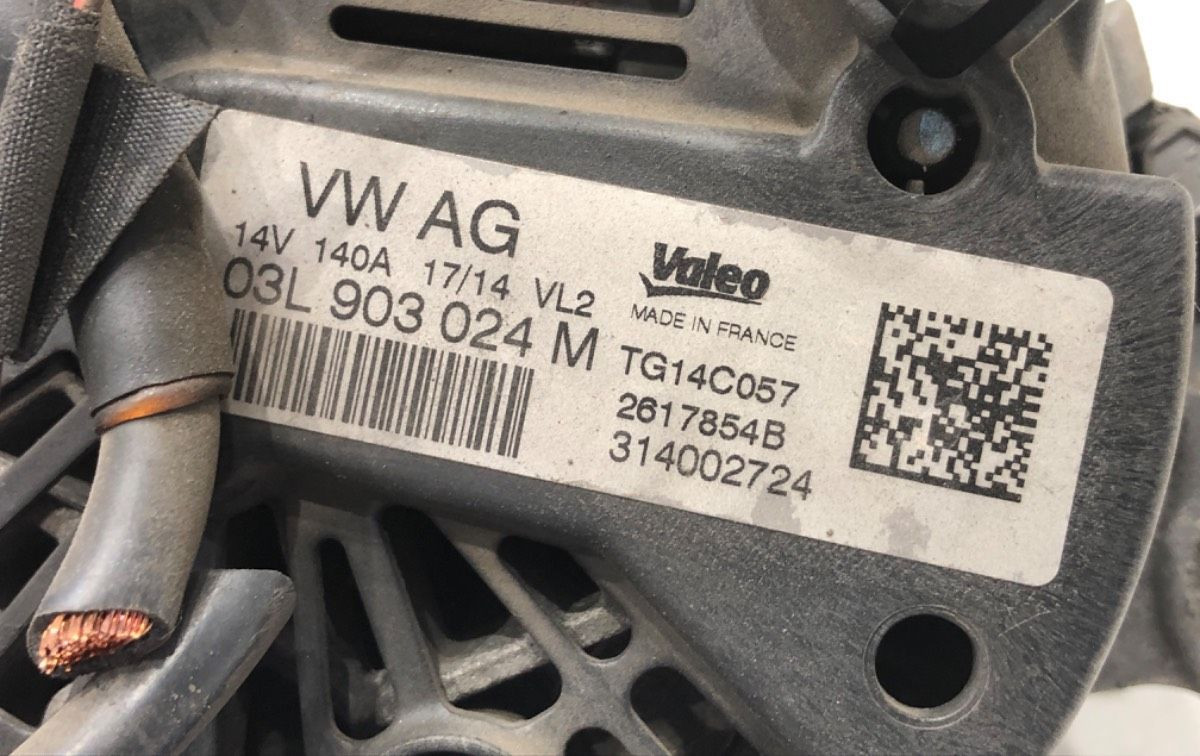 VW AG
14V 140A 17/14 VL2
03L 903 024 M
Valeo
MADE IN FRANCE
TG14C057
2617854B
314002724